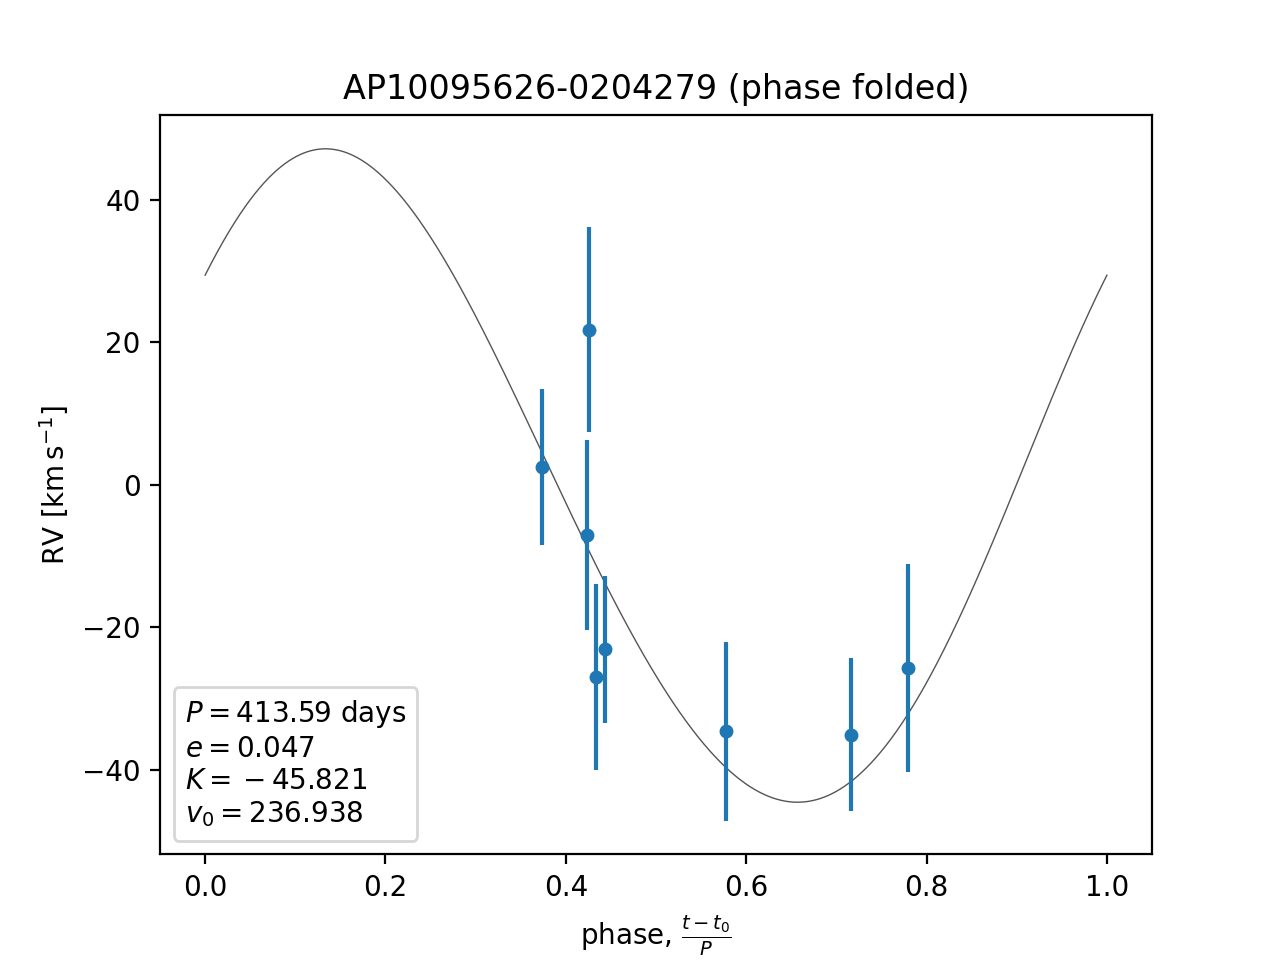 AP10095626-0204279 (phase folded)
RV [km s⁻¹]
40
20
0
−20
−40
P = 413.59 days
e = 0.047
K = −45.821
v₀ = 236.938
0.0 0.2 0.4 0.6 0.8 1.0
phase, (t − t₀)/P